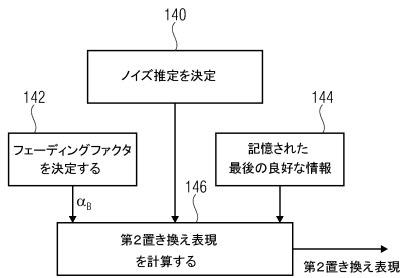 140
ノイズ推定を決定
142
フェーディングファクタ
を決定する
144
記憶された
最後の良好な情報
αB
146
第2置き換え表現
を計算する
第2置き換え表現